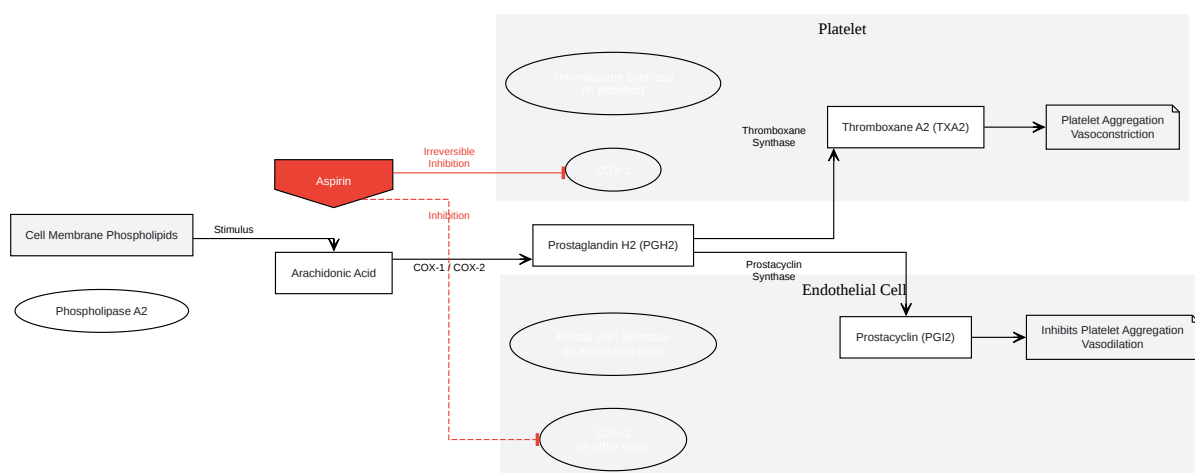 Platelet
Thromboxane Synthase
(in platelets)
Thromboxane
Synthase
Thromboxane A2 (TXA2)
Platelet Aggregation
Vasoconstriction
Irreversible
Inhibition
COX-1
Aspirin
Inhibition
Cell Membrane Phospholipids
Stimulus
Arachidonic Acid
COX-1 / COX-2
Prostaglandin H2 (PGH2)
Prostacyclin
Synthase
Endothelial Cell
Phospholipase A2
Prostacyclin Synthase
(in endothelial cells)
Prostacyclin (PGI2)
Inhibits Platelet Aggregation
Vasodilation
COX-2
(in other cells)